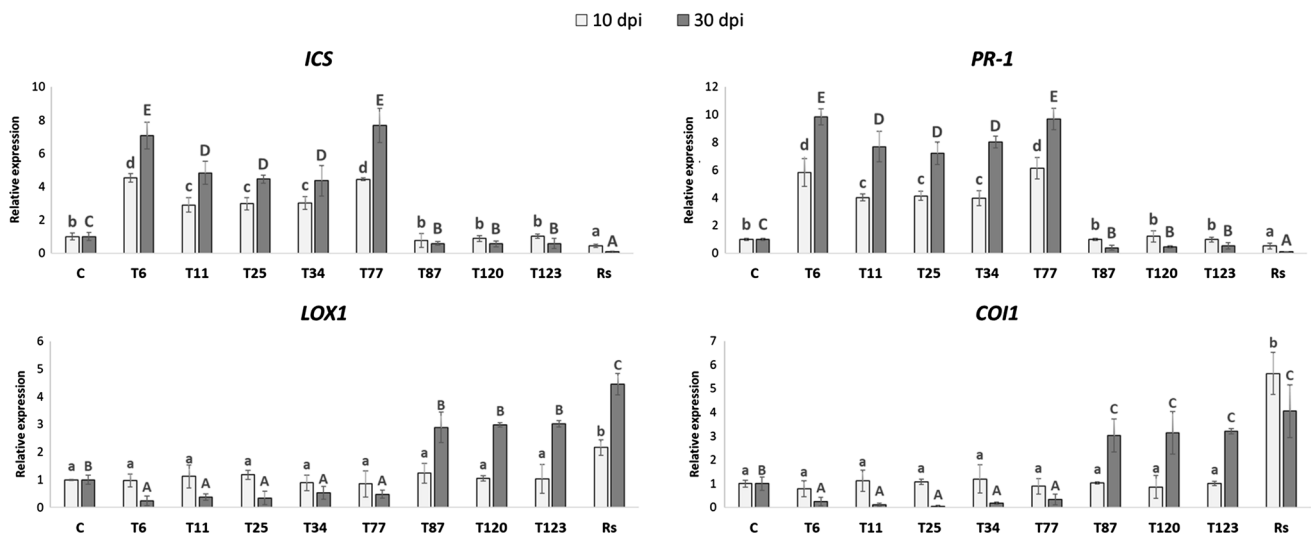 10 dpi 30 dpi
ICS
Relative expression
10
8
6
4
2
0
b C d E c D c D c D d E b B b B b B a A
C T6 T11 T25 T34 T77 T87 T120 T123 Rs
PR-1
Relative expression
12
10
8
6
4
2
0
b C d E c D c D c D d E b B b B b B a A
C T6 T11 T25 T34 T77 T87 T120 T123 Rs
LOX1
Relative expression
6
5
4
3
2
1
0
a B a A a A a A a A a A a B a B a B b C
C T6 T11 T25 T34 T77 T87 T120 T123 Rs
COI1
Relative expression
7
6
5
4
3
2
1
0
a B a A a A a A a A a A a C a C a C b C
C T6 T11 T25 T34 T77 T87 T120 T123 Rs